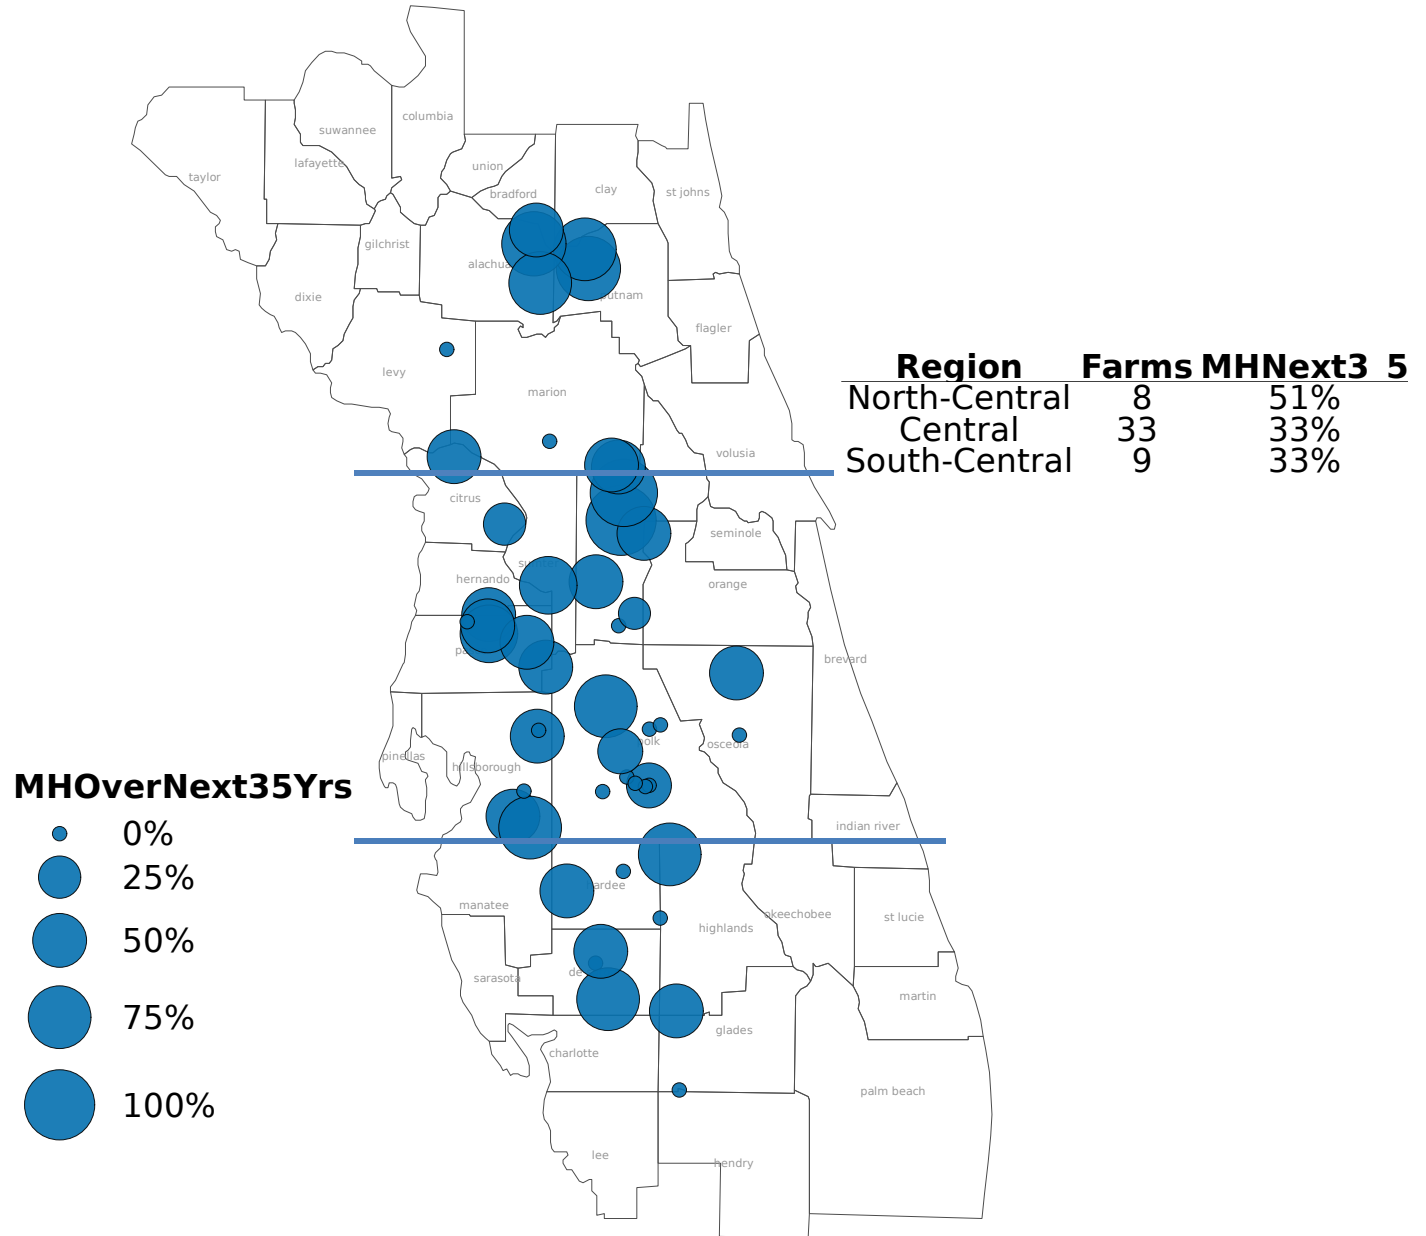 columbia
suwannee
lafayette
union
taylor
bradford
clay
st johns
gilchrist
alachua
dixie
putnam
flagler
levy
marion
Region Farms MHNext3 5
North-Central 8 51%
Central 33 33%
South-Central 9 33%
volusia
citrus
seminole
hernando
orange
brevard
polk
osceola
pinellas
hillsborough
MHOverNext35Yrs
0%
25%
50%
75%
100%
indian river
ardee
manatee
okeechobee
st lucie
highlands
de
sarasota
martin
glades
charlotte
palm beach
lee
hendry